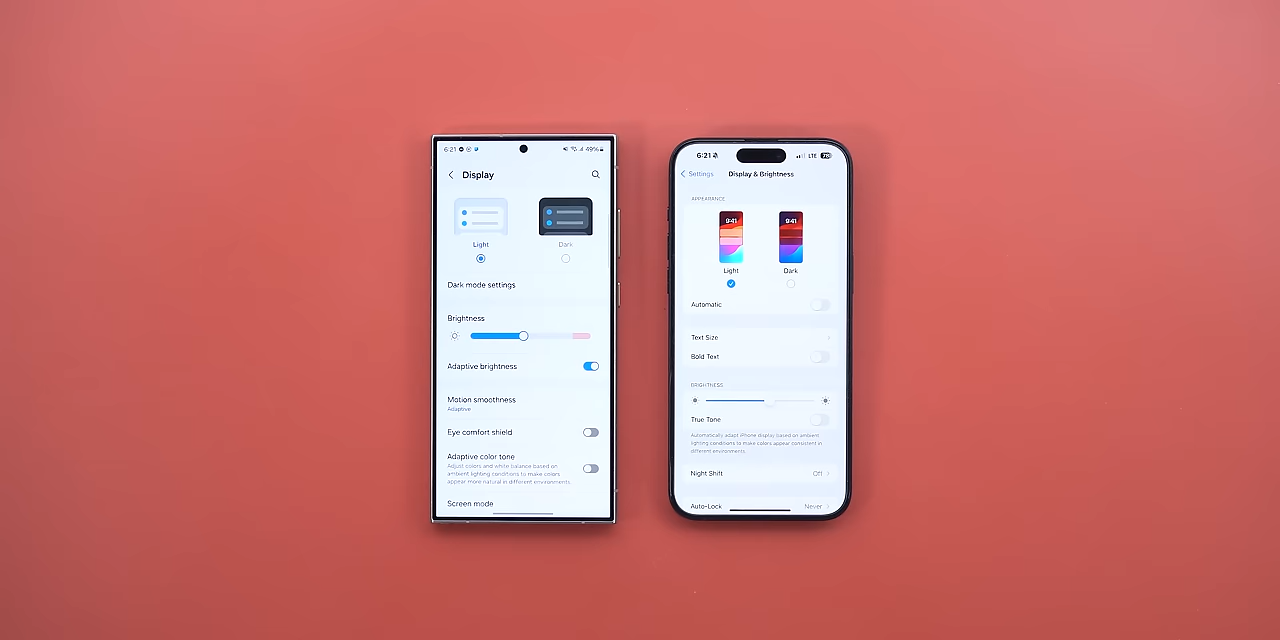 6:21
49%
Display
Light
Dark
Dark mode settings
Brightness
Adaptive brightness
Motion smoothness
Adaptive
Eye comfort shield
Adaptive color tone
Adjust colors and white balance based on
ambient lighting conditions to make colors
appear more natural in different environments.
Screen mode
6:21
LTE
Settings
Display & Brightness
APPEARANCE
9:41
9:41
Light
Dark
Automatic
Text Size
Bold Text
BRIGHTNESS
True Tone
Automatically adapt iPhone display based on ambient
lighting conditions to make colors appear consistent in
different environments.
Night Shift
Off
Auto-Lock
Never